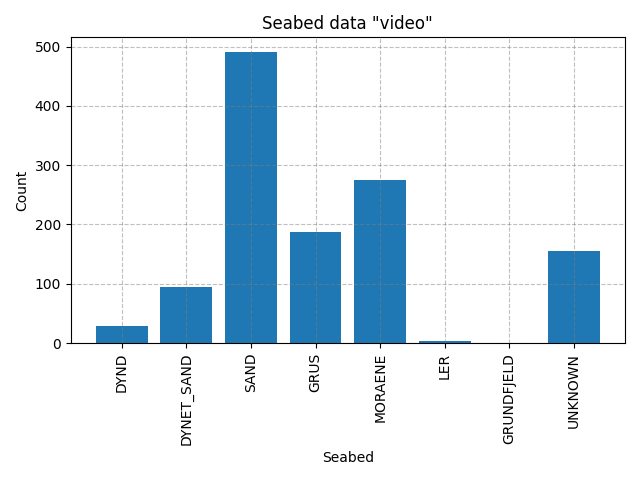 Seabed data "video"
500
400
300
200
100
0
Count
DYND
DYNET_SAND
SAND
GRUS
MORAENE
LER
GRUNDFJELD
UNKNOWN
Seabed